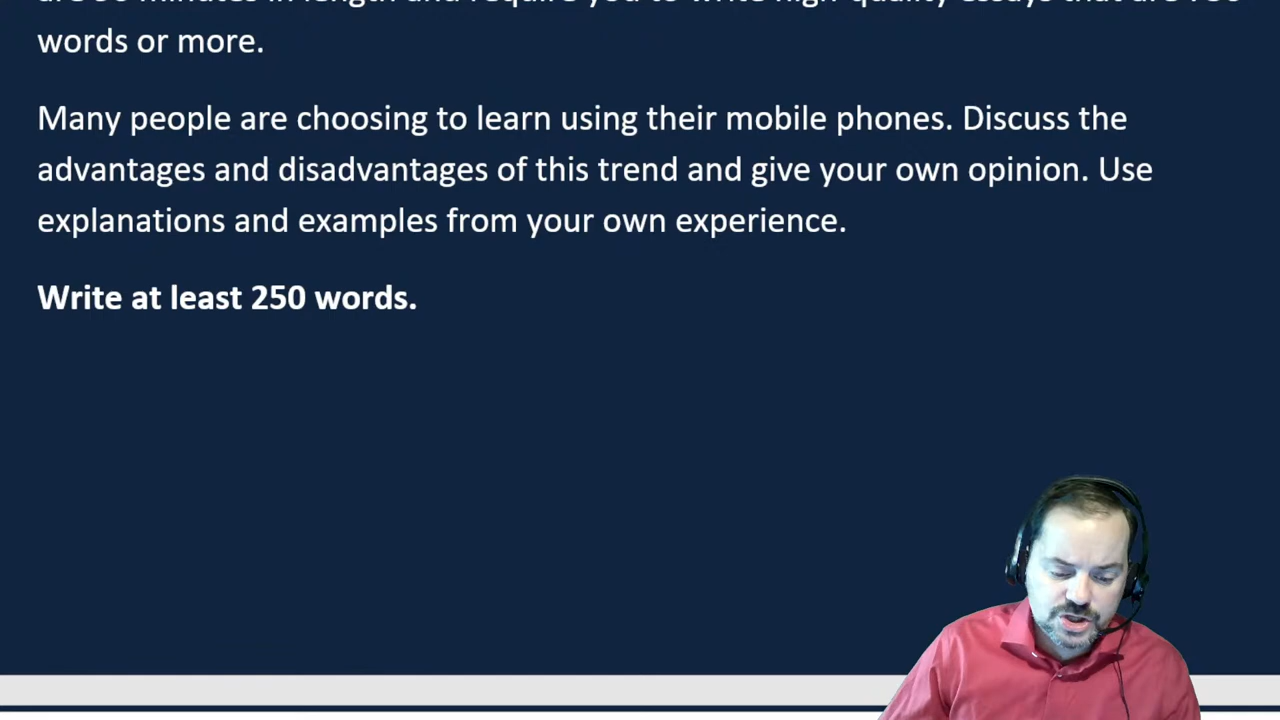 words or more.
Many people are choosing to learn using their mobile phones. Discuss the
advantages and disadvantages of this trend and give your own opinion. Use
explanations and examples from your own experience.
Write at least 250 words.